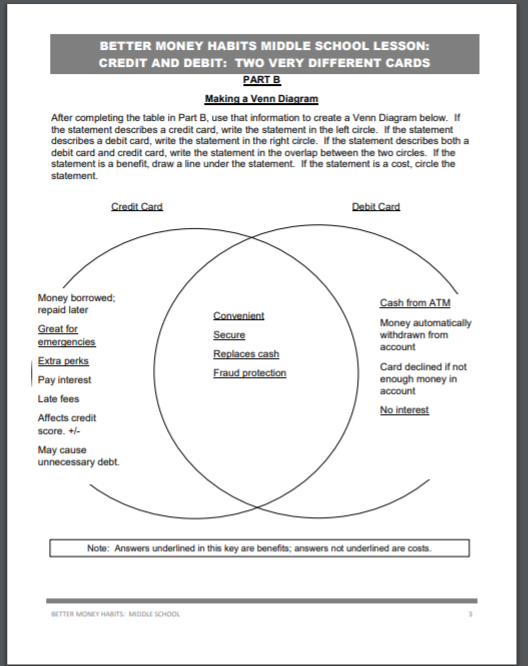 BETTER MONEY HABITS MIDDLE SCHOOL LESSON:
CREDIT AND DEBIT: TWO VERY DIFFERENT CARDS
PART B
Making a Venn Diagram
After completing the table in Part B, use that information to create a Venn Diagram below. If
the statement describes a credit card, write the statement in the left circle. If the statement
describes a debit card, write the statement in the right circle. If the statement describes both a
debit card and credit card, write the statement in the overlap between the two circles. If the
statement is a benefit, draw a line under the statement. If the statement is a cost, circle the
statement.
Credit Card
Debit Card
Money borrowed;
repaid later
Great for
emergencies
Extra perks
Pay interest
Late fees
Affects credit
score. +/-
May cause
unnecessary debt.
Convenient
Secure
Replaces cash
Fraud protection
Cash from ATM
Money automatically
withdrawn from
account
Card declined if not
enough money in
account
No interest
Note: Answers underlined in this key are benefits; answers not underlined are costs.
BETTER MONEY HABITS: MIDDLE SCHOOL
3